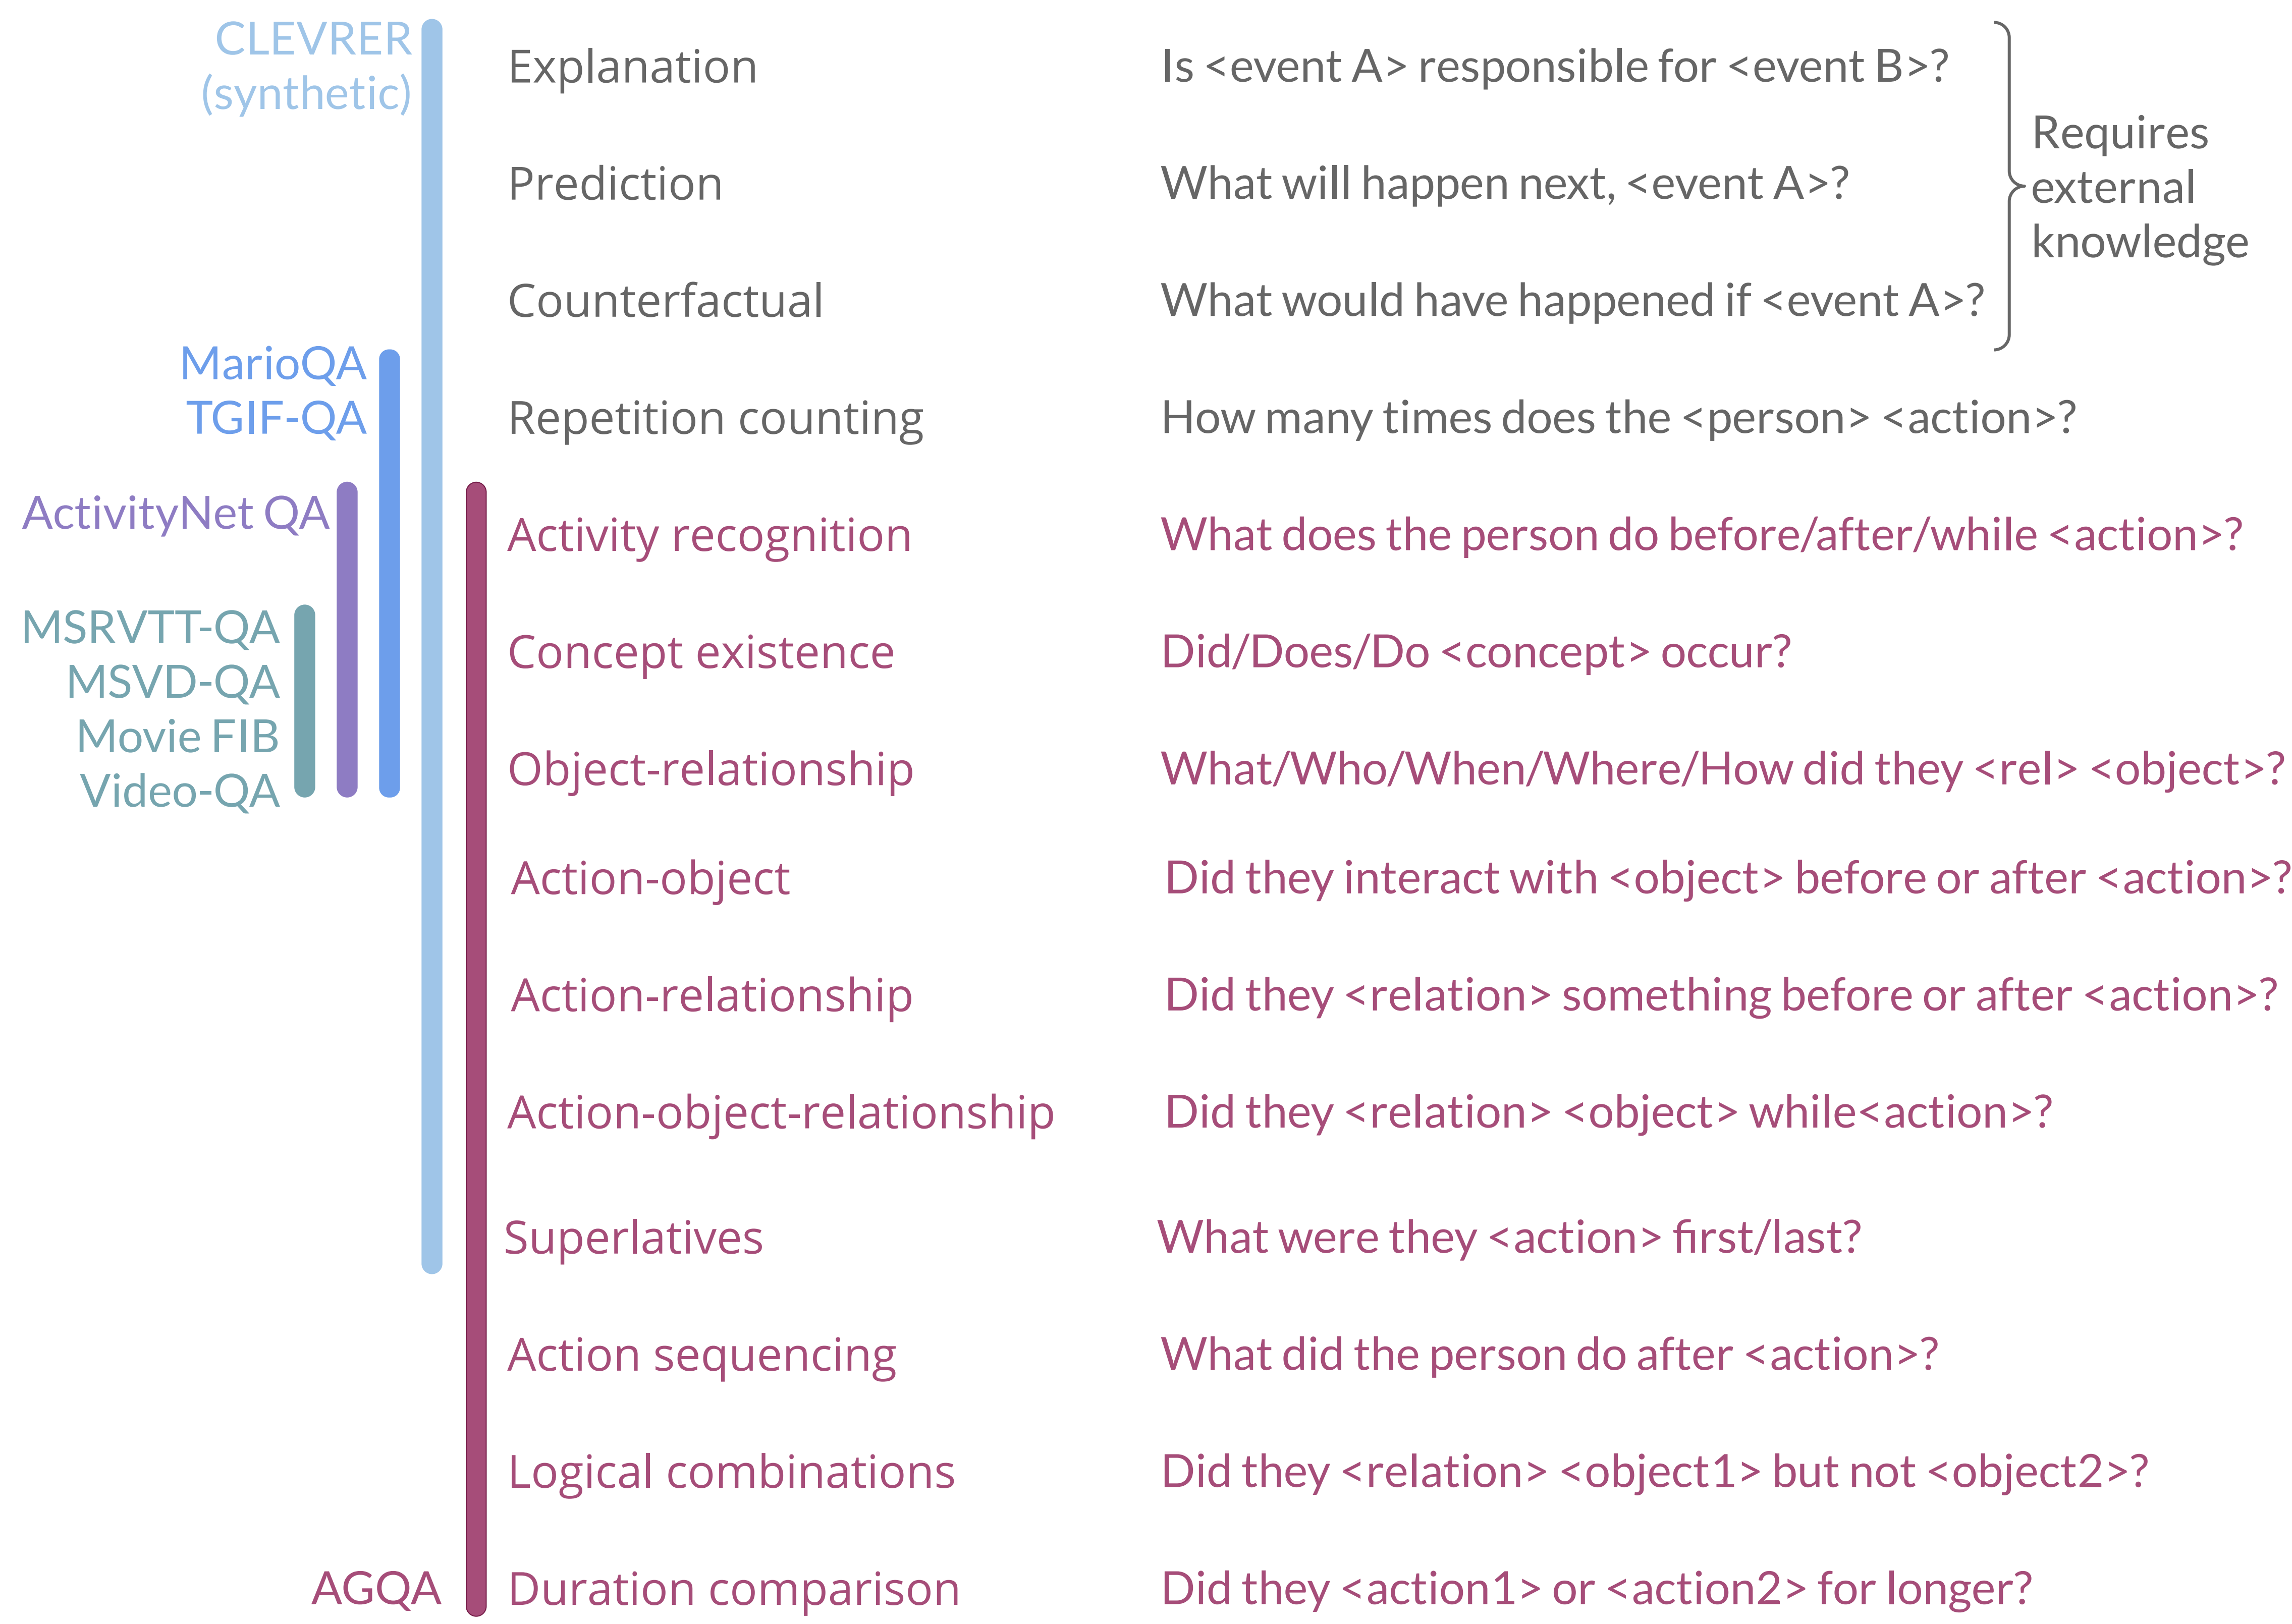 CLEVRER
(synthetic)
Explanation
Is <event A> responsible for <event B>?
Prediction
What will happen next, <event A>?
Requires
external
knowledge
Counterfactual
What would have happened if <event A>?
MarioQA
TGIF-QA
Repetition counting
How many times does the <person> <action>?
ActivityNet QA
Activity recognition
What does the person do before/after/while <action>?
MSRVTT-QA
MSVD-QA
Movie FIB
Video-QA
Concept existence
Did/Does/Do <concept> occur?
Object-relationship
What/Who/When/Where/How did they <rel> <object>?
Action-object
Did they interact with <object> before or after <action>?
Action-relationship
Did they <relation> something before or after <action>?
Action-object-relationship
Did they <relation> <object> while<action>?
Superlatives
What were they <action> first/last?
Action sequencing
What did the person do after <action>?
Logical combinations
Did they <relation> <object1> but not <object2>?
AGQA
Duration comparison
Did they <action1> or <action2> for longer?